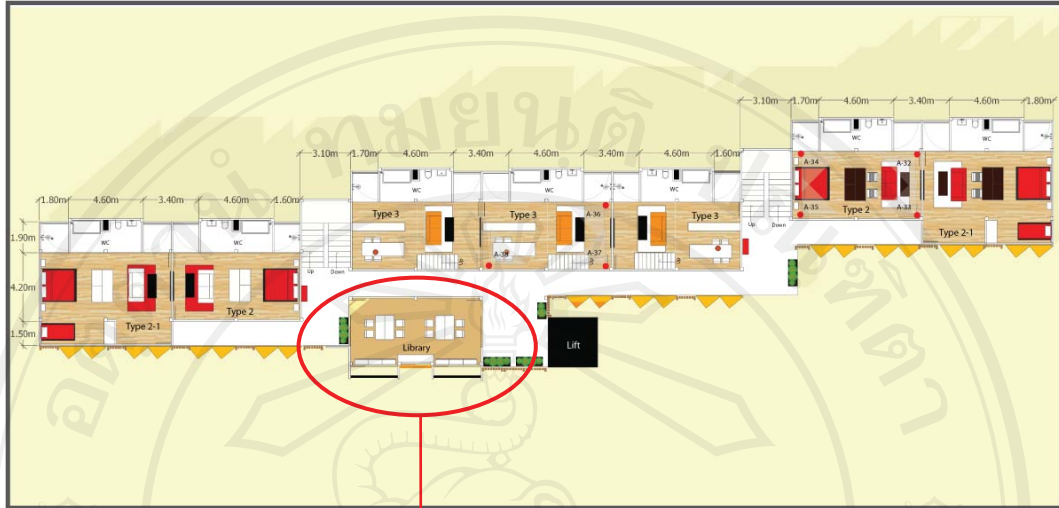 3.10m 1.70m 4.60m 3.40m 4.60m 1.80m
WC WC
A-34 A-32
A-35 A-33
Type 2
Type 2-1
Up Down
3.10m 1.70m 4.60m 3.40m 4.60m 3.40m 4.60m 1.60m
WC WC WC
Type 3 Type 3 A-36 Type 3
A-38 A-37
1.80m 4.60m 3.40m 4.60m 1.60m
1.90m
WC WC
4.20m
Up Down
Type 2
Type 2-1
1.50m
Library
Lift